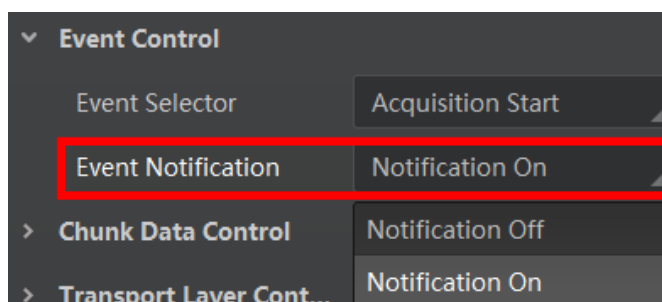 Event Control
Event Selector Acquisition Start
Event Notification Notification On
Chunk Data Control Notification Off
Transport Layer Cont... Notification On